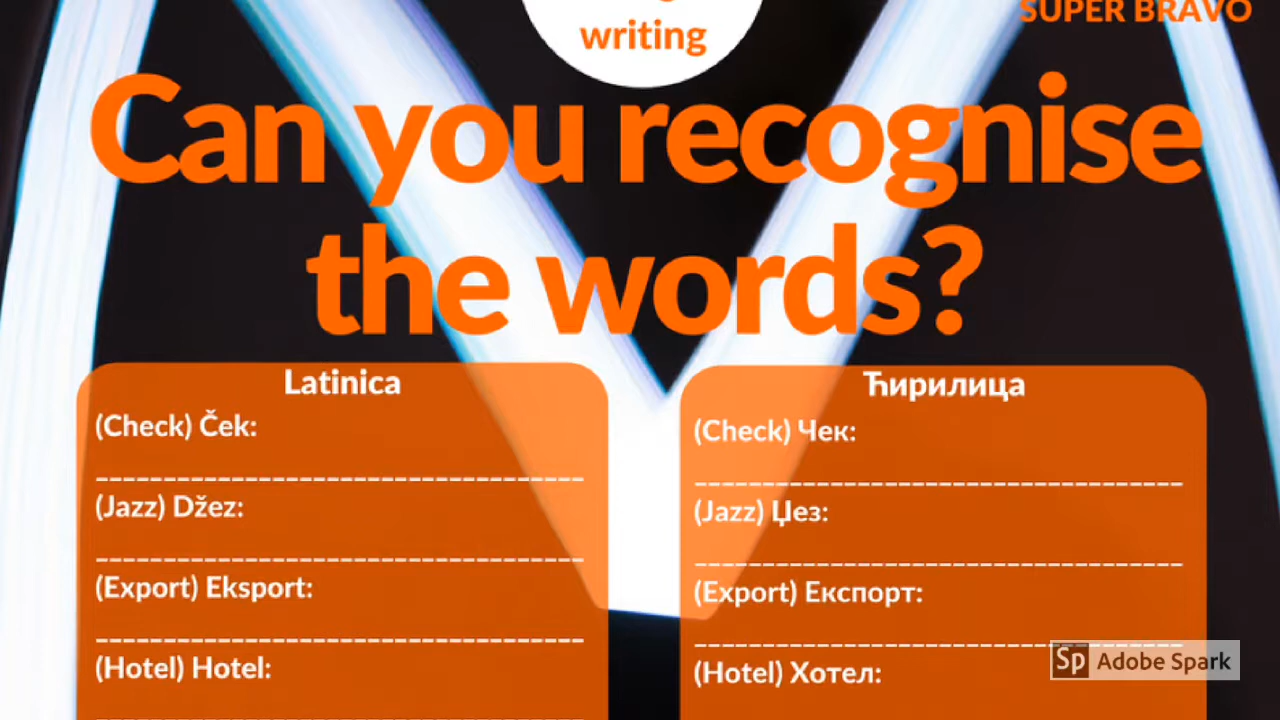 writing
SUPER BRAVO
Can you recognise
the words?
Latinica
(Check) Ček:
(Jazz) Džez:
(Export) Eksport:
(Hotel) Hotel:
Ћирилица
(Check) Чек:
(Jazz) Џез:
(Export) Експорт:
(Hotel) Хотел:
Sp Adobe Spark